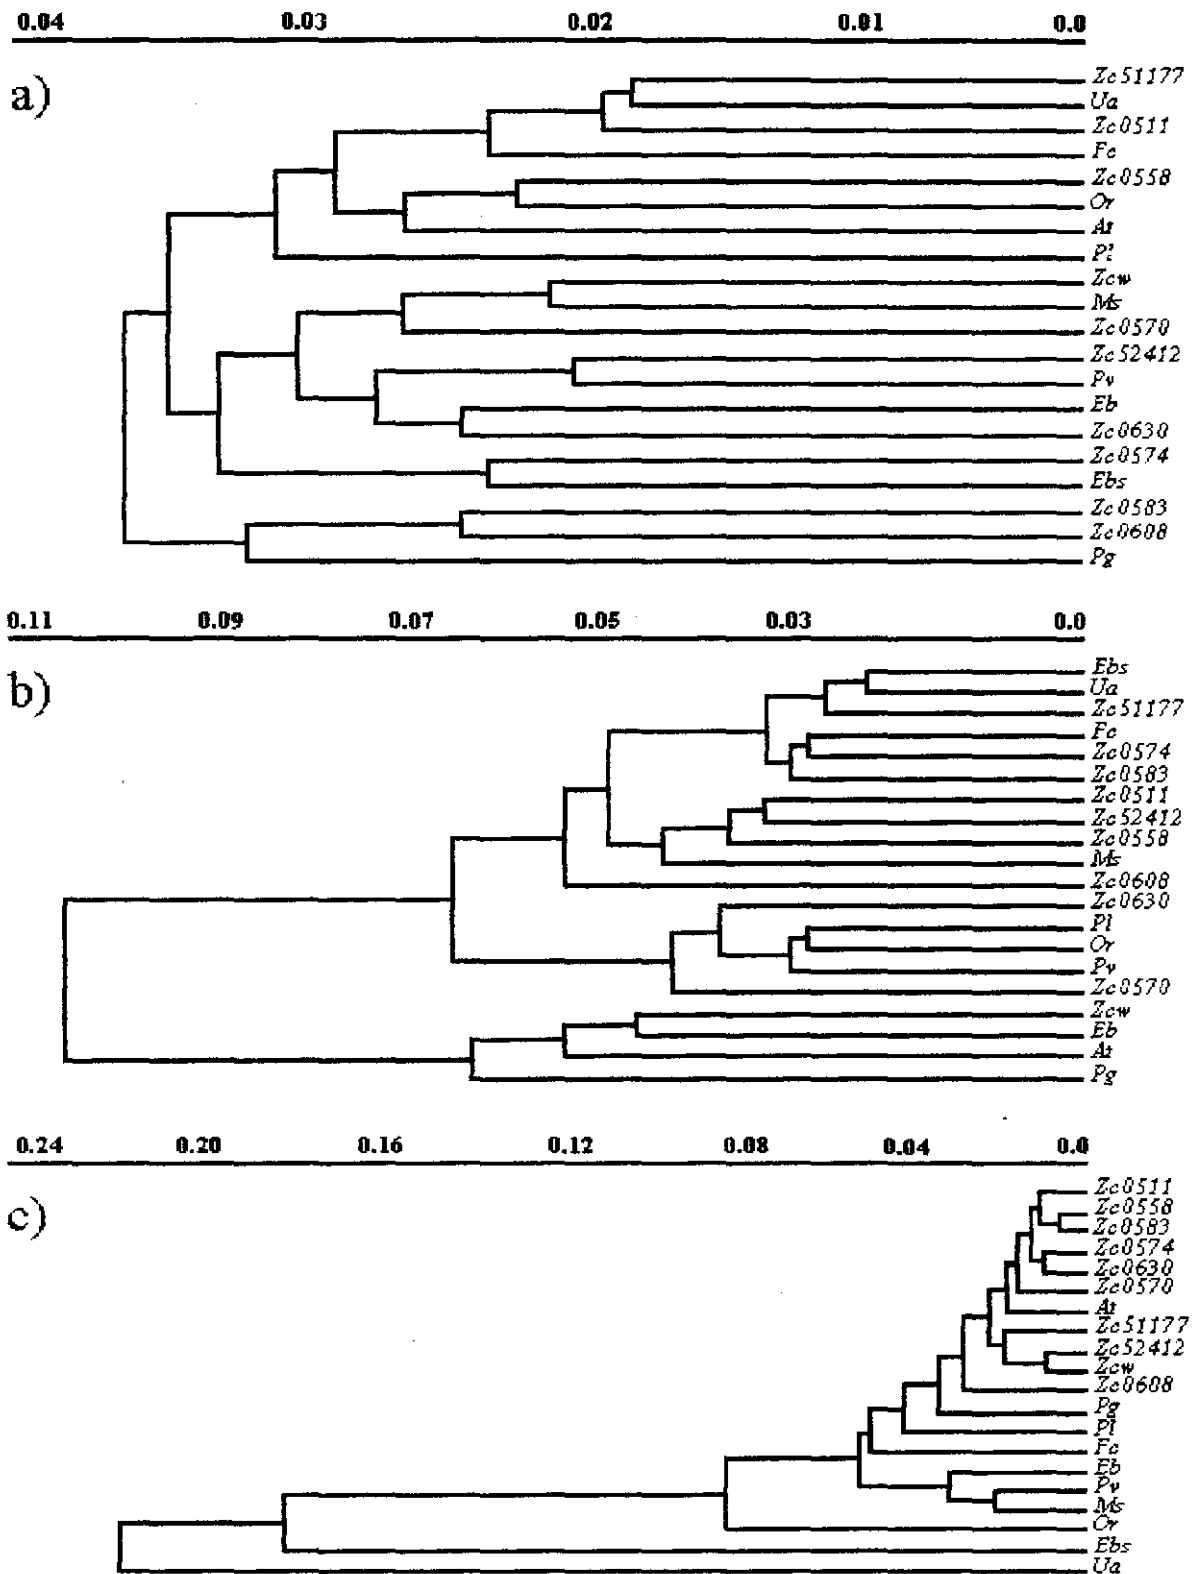 0.04 0.03 0.02 0.01 0.0
a)
Zc51177
Ua
Zc0511
Fc
Zc0558
Or
At
Pl
Zcw
Ms
Zc0570
Zc52412
Pv
Eb
Zc0630
Zc0574
Ebs
Zc0583
Zc0608
Pg
0.11 0.09 0.07 0.05 0.03 0.0
b)
Ebs
Ua
Zc51177
Fc
Zc0574
Zc0583
Zc0511
Zc52412
Zc0558
Ms
Zc0608
Zc0630
Pl
Or
Pv
Zc0570
Zcw
Eb
At
Pg
0.24 0.20 0.16 0.12 0.08 0.04 0.0
c)
Zc0511
Zc0558
Zc0583
Zc0574
Zc0630
Zc0570
At
Zc51177
Zc52412
Zcw
Zc0608
Pg
Pl
Fc
Eb
Pv
Ms
Or
Ebs
Ua